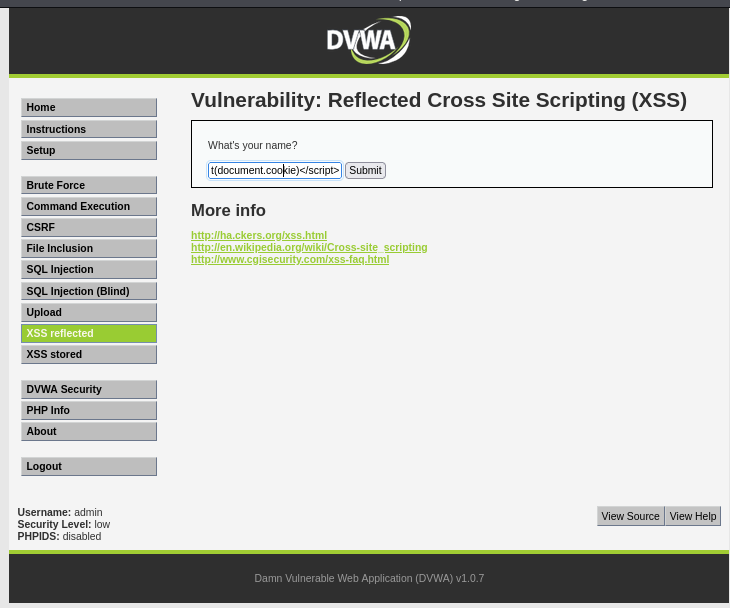 DVWA
Vulnerability: Reflected Cross Site Scripting (XSS)
Home
Instructions
Setup
Brute Force
Command Execution
CSRF
File Inclusion
SQL Injection
SQL Injection (Blind)
Upload
XSS reflected
XSS stored
DVWA Security
PHP Info
About
Logout
What's your name?
t(document.cookie)</script> Submit
More info
http://ha.ckers.org/xss.html
http://en.wikipedia.org/wiki/Cross-site_scripting
http://www.cgisecurity.com/xss-faq.html
Username: admin
Security Level: low
PHPIDS: disabled
View Source View Help
Damn Vulnerable Web Application (DVWA) v1.0.7